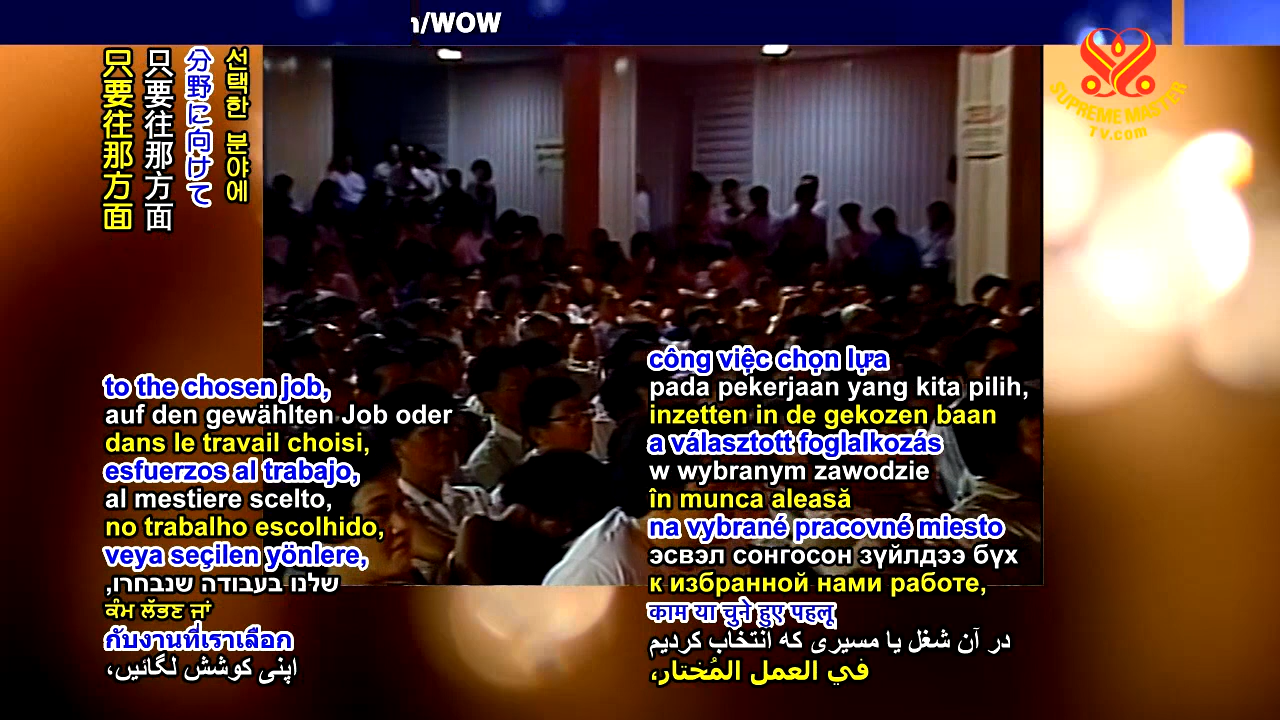 n/WOW
SUPREME MASTER
TV.com
只要往那方面
只要往那方面
分野に向けて
선택한 분야에
to the chosen job,
auf den gewählten Job oder
dans le travail choisi,
esfuerzos al trabajo,
al mestiere scelto,
no trabalho escolhido,
veya seçilen yönlere,
שלנו בעבודה שנבחרו,
ਕੰਮ ਲੱਭਣ ਜਾਂ
กับงานที่เราเลือก
اپنی کوشش لگائیں،
công việc chọn lựa
pada pekerjaan yang kita pilih,
inzetten in de gekozen baan
a választott foglalkozás
w wybranym zawodzie
în munca aleasă
na vybrané pracovné miesto
эсвэл сонгосон зүйлдээ бүх
к избранной нами работе,
काम या चुने हुए पहलू
در آن شغل یا مسیری که انتخاب کردیم
في العمل المُختار،